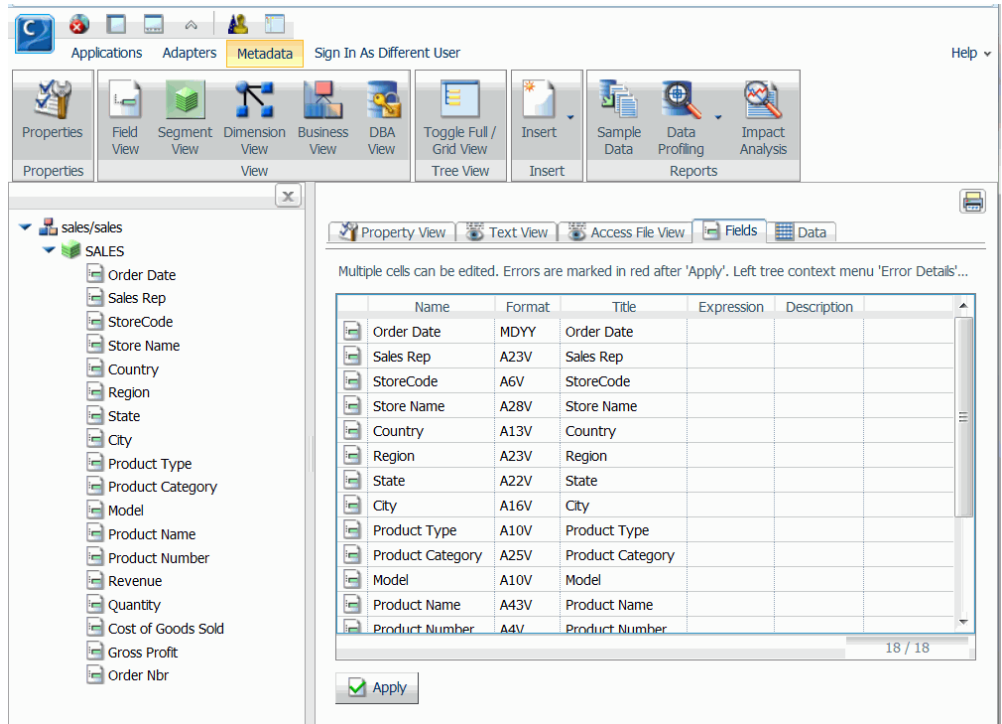 C
Applications Adapters Metadata Sign In As Different User Help
Properties Field View Segment View Dimension View Business View DBA View Toggle Full / Grid View Insert Sample Data Data Profiling Impact Analysis
Properties View Tree View Insert Reports
x
sales/sales
SALES
Order Date
Sales Rep
StoreCode
Store Name
Country
Region
State
City
Product Type
Product Category
Model
Product Name
Product Number
Revenue
Quantity
Cost of Goods Sold
Gross Profit
Order Nbr
Property View Text View Access File View Fields Data
Multiple cells can be edited. Errors are marked in red after 'Apply'. Left tree context menu 'Error Details'...
Name Format Title Expression Description
Order Date MDYY Order Date
Sales Rep A23V Sales Rep
StoreCode A6V StoreCode
Store Name A28V Store Name
Country A13V Country
Region A23V Region
State A22V State
City A16V City
Product Type A10V Product Type
Product Category A25V Product Category
Model A10V Model
Product Name A43V Product Name
Product Number A4V Product Number
18 / 18
Apply